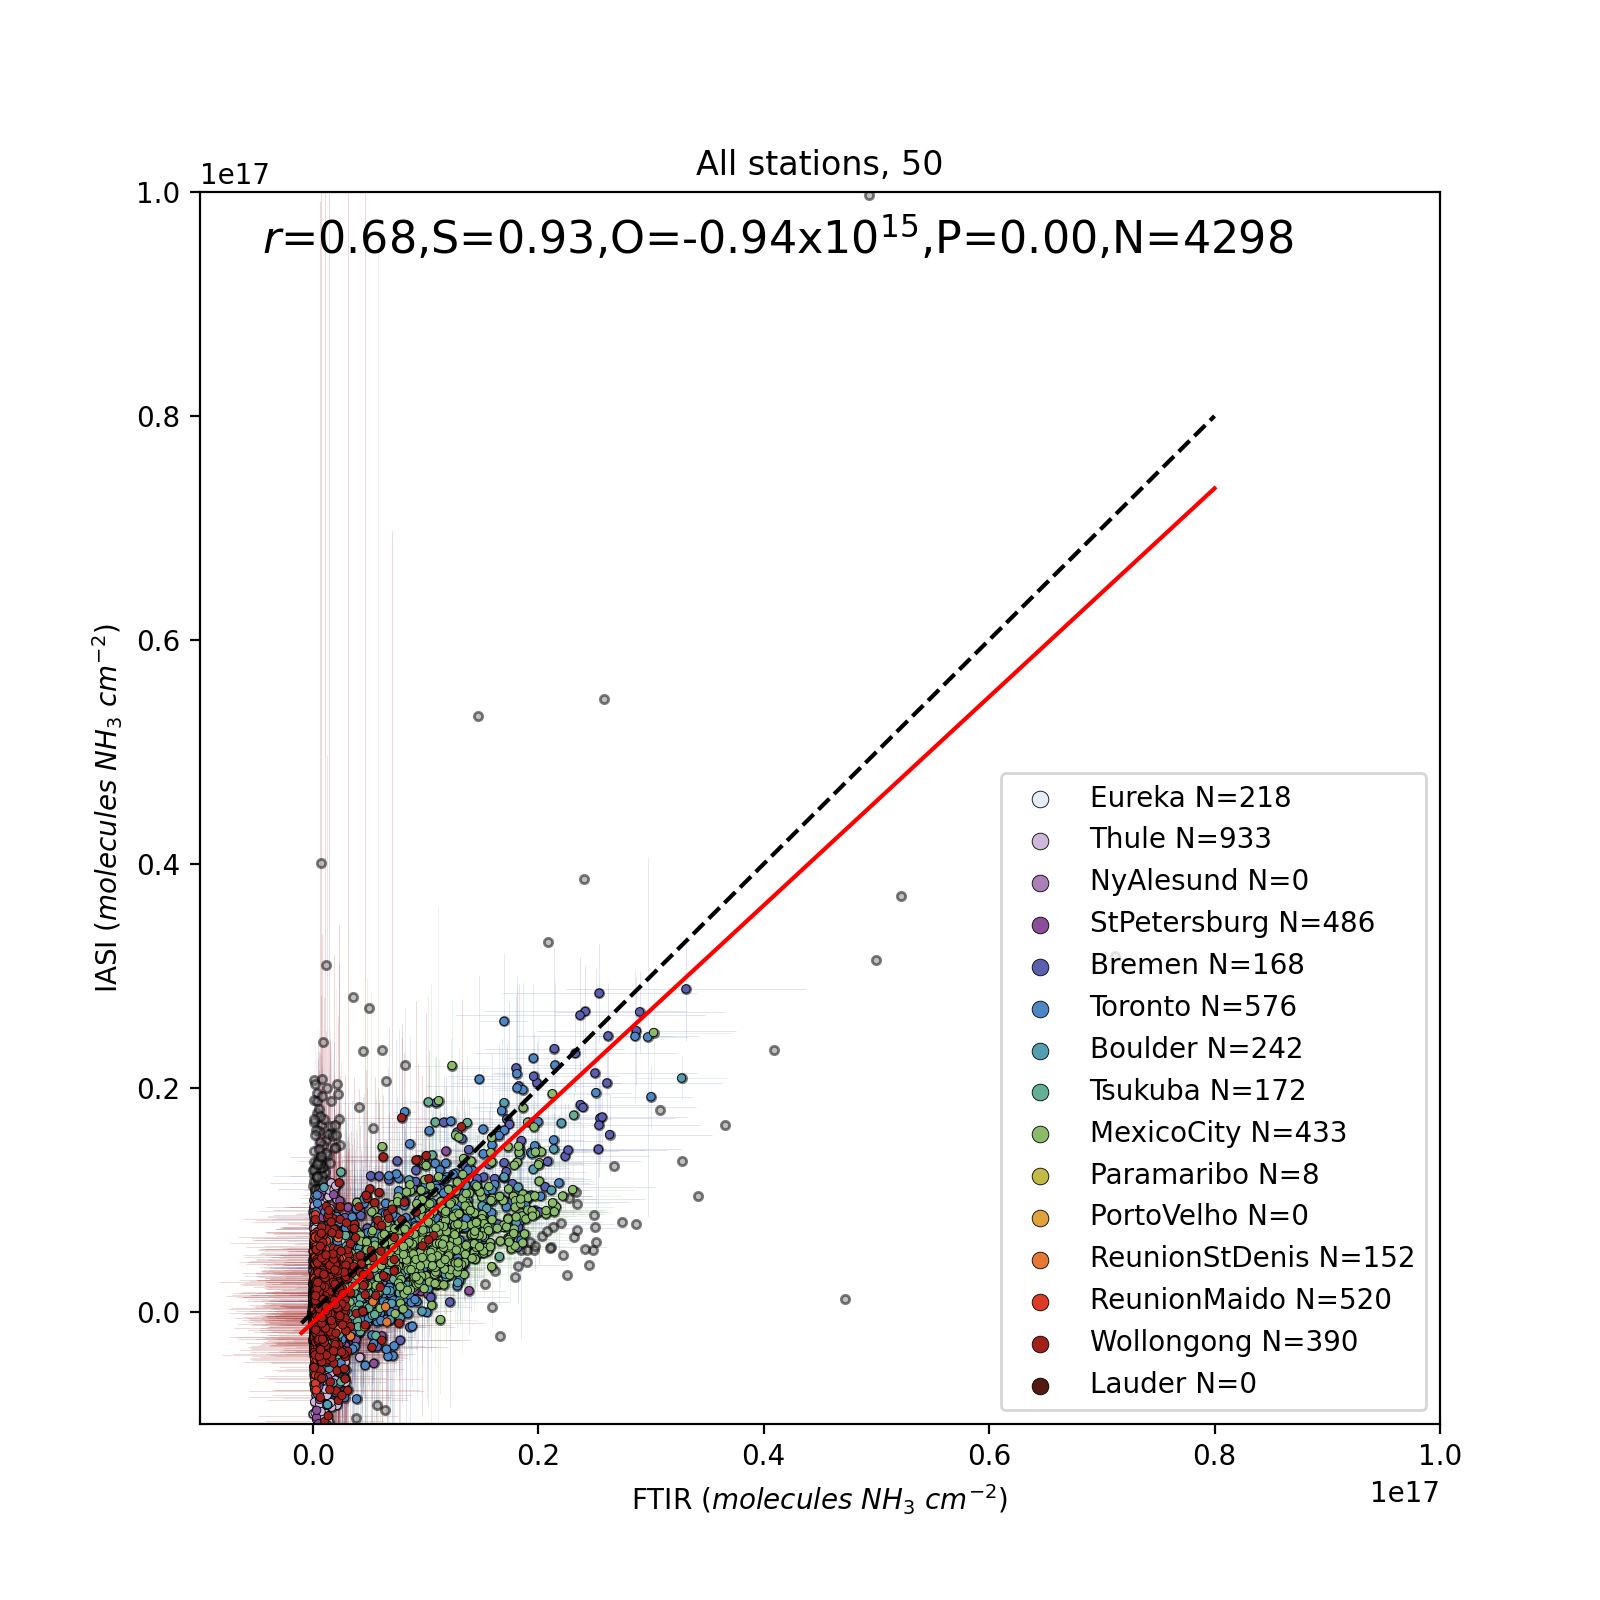 All stations, 50
1e17
r=0.68,S=0.93,O=-0.94x10¹⁵,P=0.00,N=4298
1.0
0.8
0.6
0.4
0.2
0.0
IASI (molecules NH₃ cm⁻²)
Eureka N=218
Thule N=933
NyAlesund N=0
StPetersburg N=486
Bremen N=168
Toronto N=576
Boulder N=242
Tsukuba N=172
MexicoCity N=433
Paramaribo N=8
PortoVelho N=0
ReunionStDenis N=152
ReunionMaido N=520
Wollongong N=390
Lauder N=0
0.0 0.2 0.4 0.6 0.8 1.0
1e17
FTIR (molecules NH₃ cm⁻²)